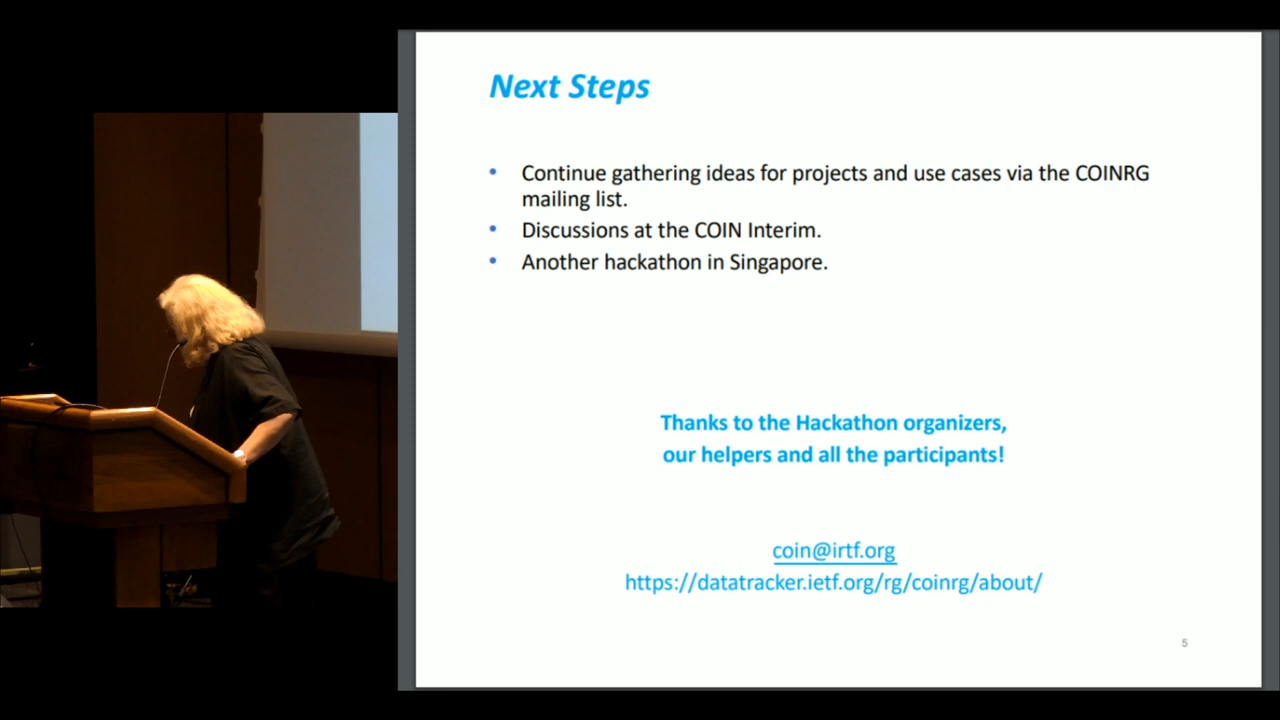 Next Steps
• Continue gathering ideas for projects and use cases via the COINRG
mailing list.
• Discussions at the COIN Interim.
• Another hackathon in Singapore.
Thanks to the Hackathon organizers,
our helpers and all the participants!
coin@irtf.org
https://datatracker.ietf.org/rg/coinrg/about/
5